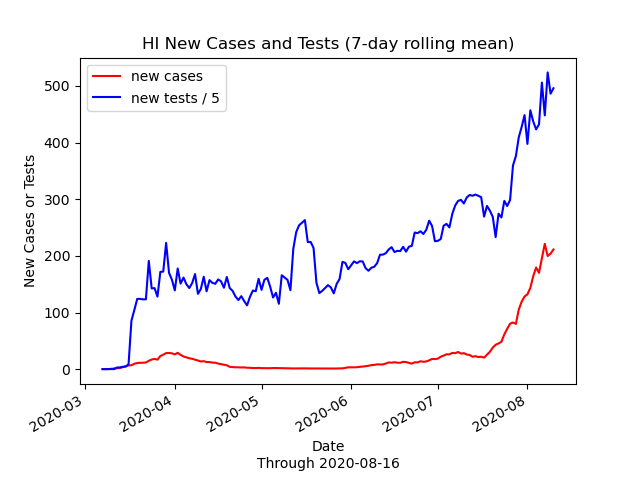 HI New Cases and Tests (7-day rolling mean)
new cases
new tests / 5
New Cases or Tests
500
400
300
200
100
0
2020-03
2020-04
2020-05
2020-06
2020-07
2020-08
Date
Through 2020-08-16